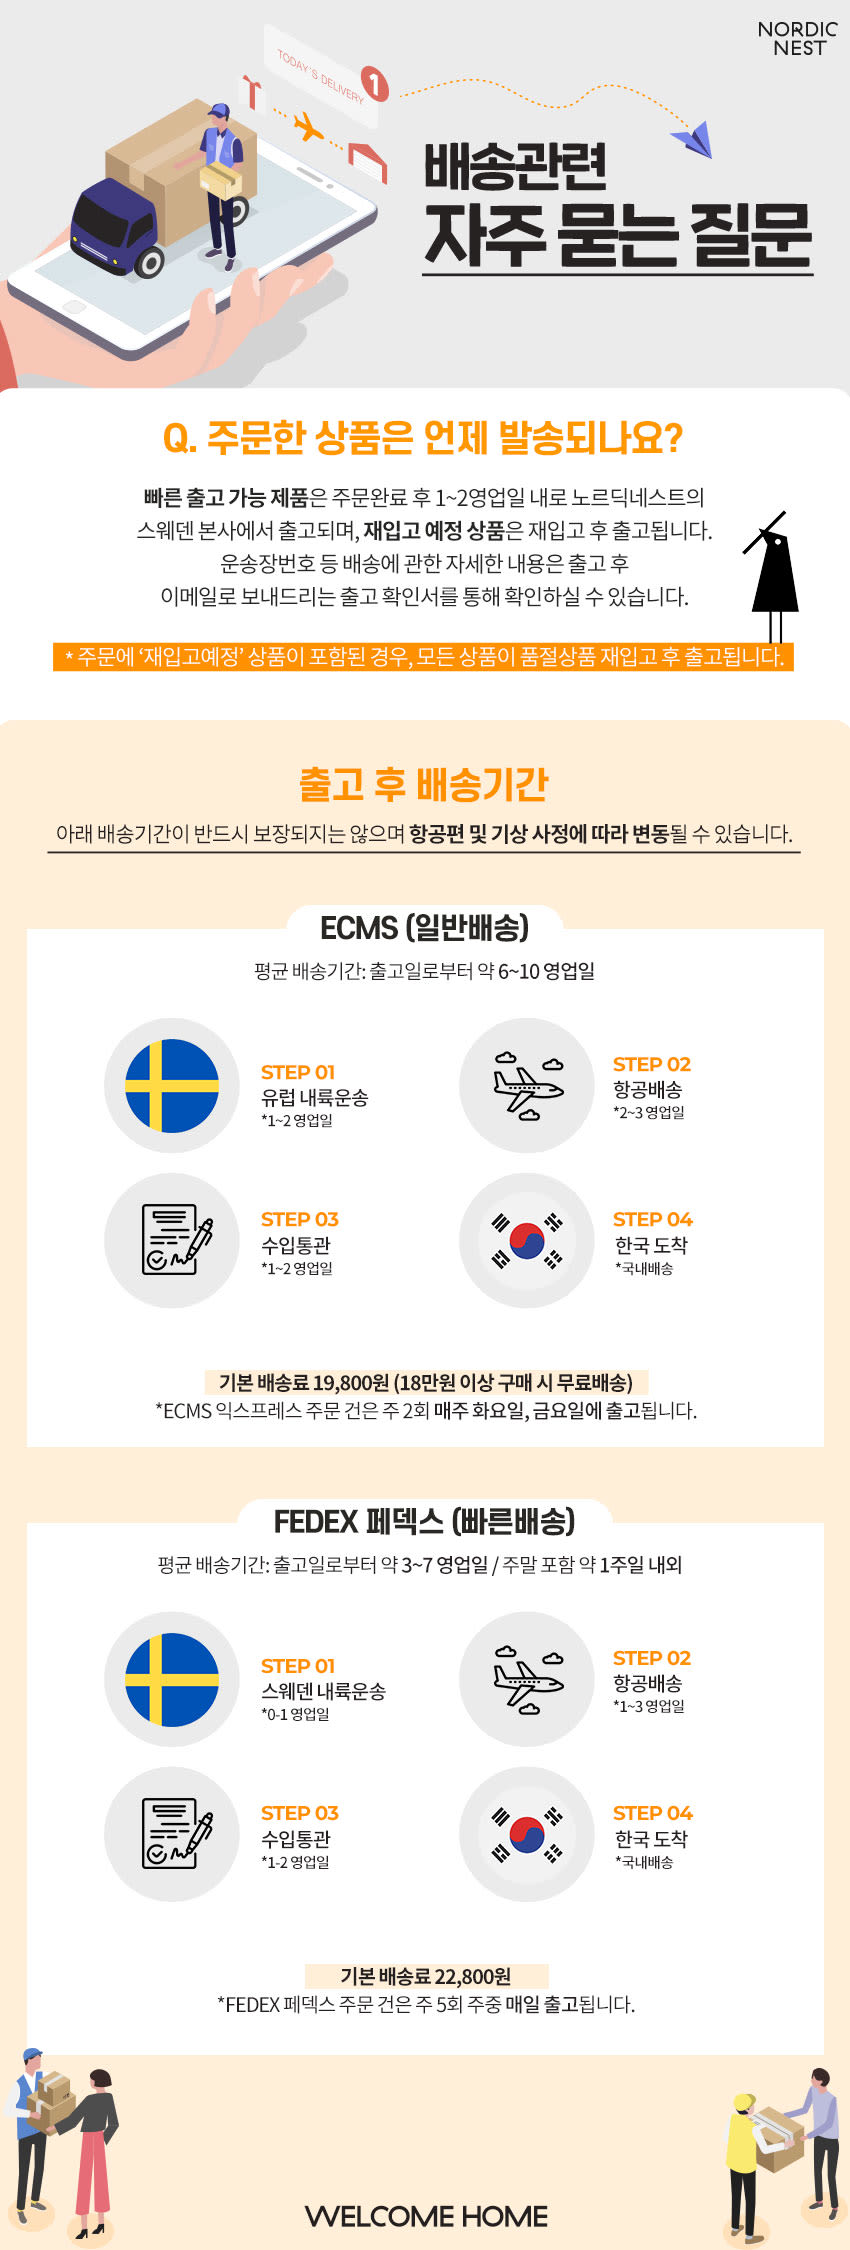 NORDIC
NEST
TODAY'S DELIVERY
1
배송관련
자주 묻는 질문
Q. 주문한 상품은 언제 발송되나요?
빠른 출고 가능 제품은 주문완료 후 1~2영업일 내로 노르딕네스트의
스웨덴 본사에서 출고되며, 재입고 예정 상품은 재입고 후 출고됩니다.
운송장번호 등 배송에 관한 자세한 내용은 출고 후
이메일로 보내드리는 출고 확인서를 통해 확인하실 수 있습니다.
* 주문에 ‘재입고예정’ 상품이 포함된 경우, 모든 상품이 품절상품 재입고 후 출고됩니다.
출고 후 배송기간
아래 배송기간이 반드시 보장되지는 않으며 항공편 및 기상 사정에 따라 변동될 수 있습니다.
ECMS (일반배송)
평균 배송기간: 출고일로부터 약 6~10 영업일
STEP 01
유럽 내륙운송
*1~2 영업일
STEP 02
항공배송
*2~3 영업일
STEP 03
수입통관
*1~2 영업일
STEP 04
한국 도착
*국내배송
기본 배송료 19,800원 (18만원 이상 구매 시 무료배송)
*ECMS 익스프레스 주문 건은 주 2회 매주 화요일, 금요일에 출고됩니다.
FEDEX 페덱스 (빠른배송)
평균 배송기간: 출고일로부터 약 3~7 영업일 / 주말 포함 약 1주일 내외
STEP 01
스웨덴 내륙운송
*0-1 영업일
STEP 02
항공배송
*1~3 영업일
STEP 03
수입통관
*1-2 영업일
STEP 04
한국 도착
*국내배송
기본 배송료 22,800원
*FEDEX 페덱스 주문 건은 주 5회 주중 매일 출고됩니다.
WELCOME HOME